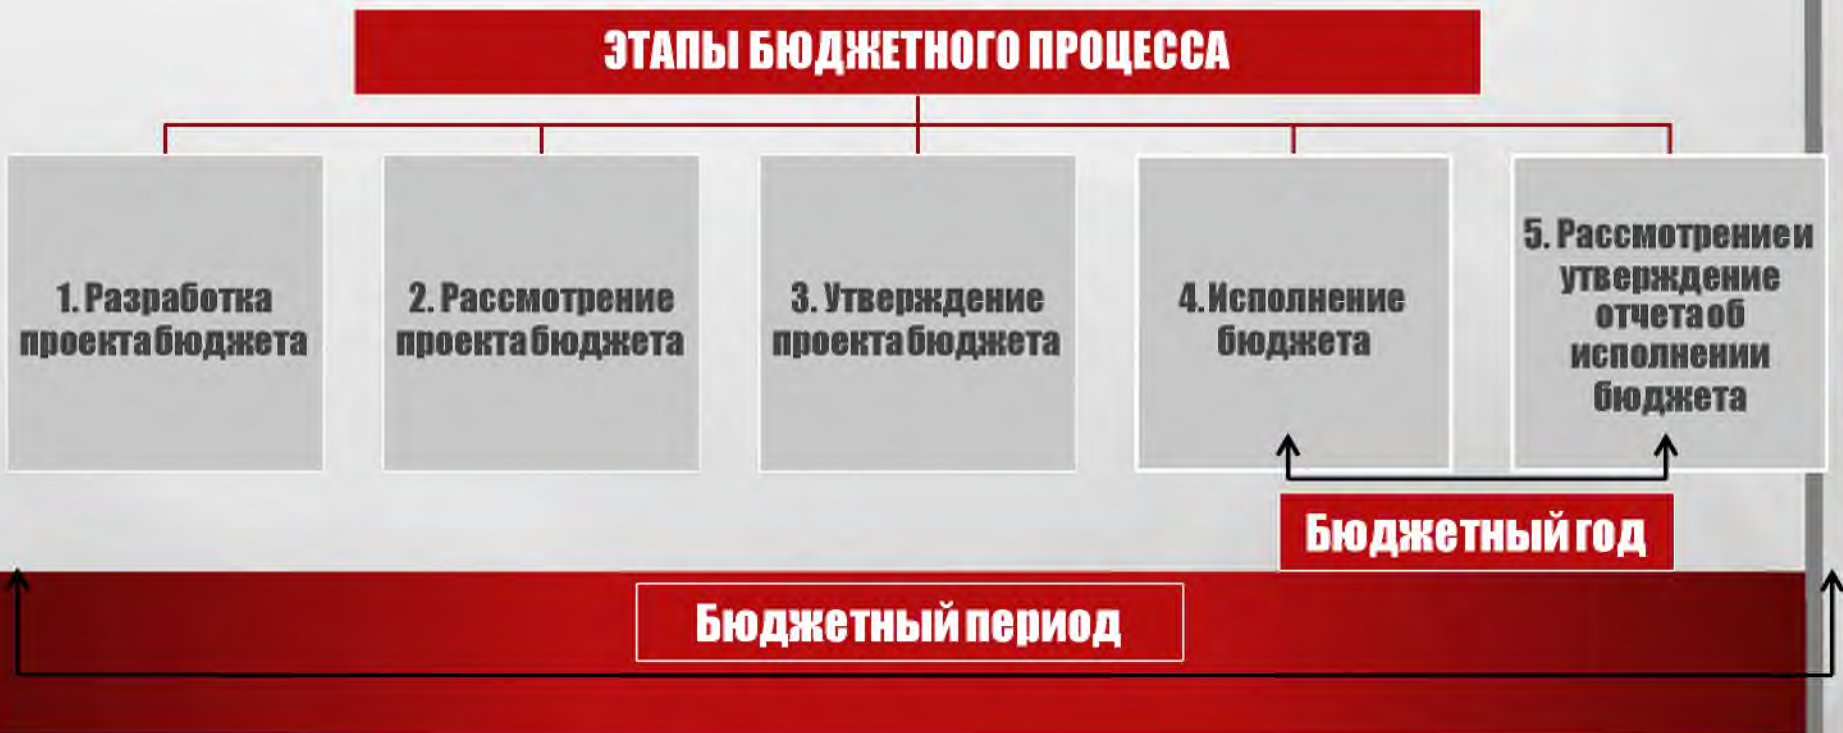 ЭТАПЫ БЮДЖЕТНОГО ПРОЦЕССА
1. Разработка
проекта бюджета
2. Рассмотрение
проекта бюджета
3. Утверждение
проекта бюджета
4. Исполнение
бюджета
5. Рассмотрение и
утверждение
отчета об
исполнении
бюджета
Бюджетный год
Бюджетный период